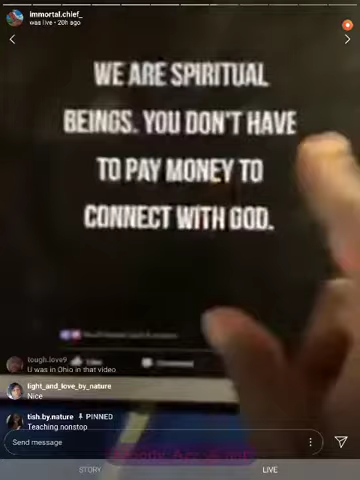 immortal.chief_
was live • 20h ago
WE ARE SPIRITUAL
BEINGS. YOU DON'T HAVE
TO PAY MONEY TO
CONNECT WITH GOD.
tough.love9
U was in Ohio in that video
light_and_love_by_nature
Nice
tish.by.nature PINNED
Teaching nonstop
Send message
STORY LIVE